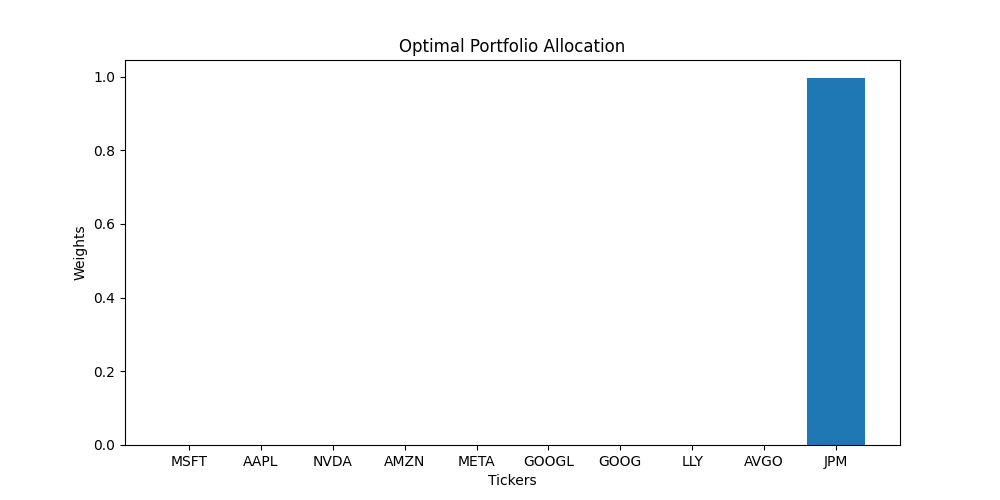 Optimal Portfolio Allocation
1.0
0.8
0.6
0.4
0.2
0.0
Weights
MSFT AAPL NVDA AMZN META GOOGL GOOG LLY AVGO JPM
Tickers